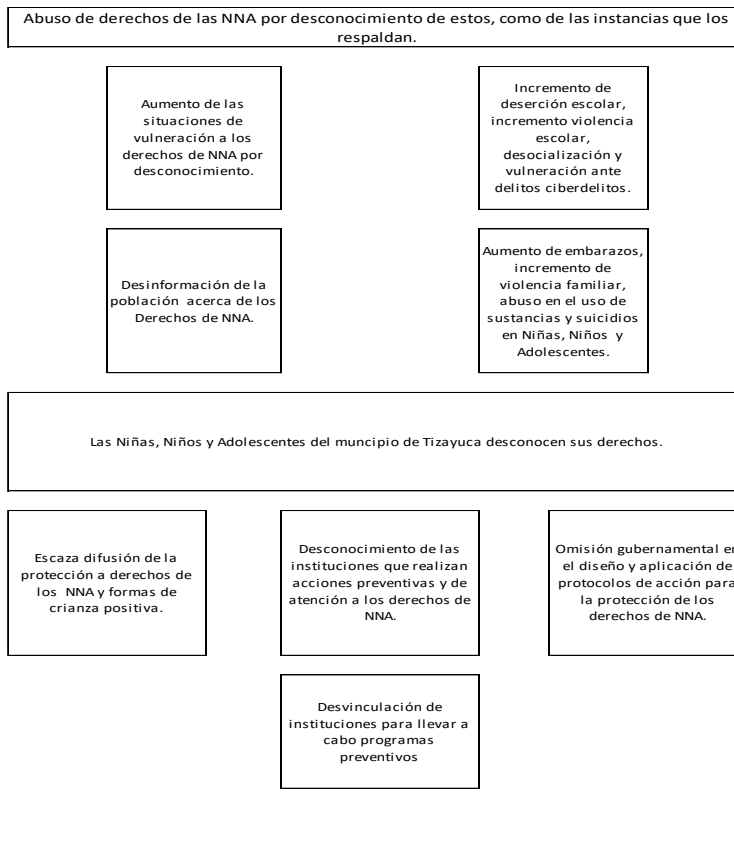 Abuso de derechos de las NNA por desconocimiento de estos, como de las instancias que los
respaldan.
Aumento de las
situaciones de
vulneración a los
derechos de NNA por
desconocimiento.
Incremento de
deserción escolar,
incremento violencia
escolar,
desocialización y
vulneración ante
delitos ciberdelitos.
Desinformación de la
población acerca de los
Derechos de NNA.
Aumento de embarazos,
incremento de
violencia familiar,
abuso en el uso de
sustancias y suicidios
en Niñas, Niños y
Adolescentes.
Las Niñas, Niños y Adolescentes del muncipio de Tizayuca desconocen sus derechos.
Escaza difusión de la
protección a derechos de
los NNA y formas de
crianza positiva.
Desconocimiento de las
instituciones que realizan
acciones preventivas y de
atención a los derechos de
NNA.
Omisión gubernamental en
el diseño y aplicación de
protocolos de acción para
la protección de los
derechos de NNA.
Desvinculación de
instituciones para llevar a
cabo programas
preventivos